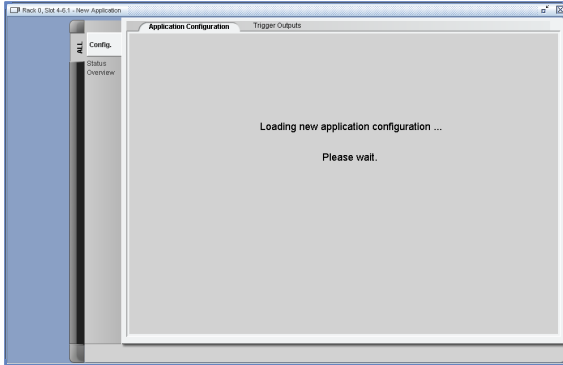 Rack 0, Slot 4-6.1 - New Application
Application Configuration
Trigger Outputs
ALL
Config.
Status
Overview
Loading new application configuration ...
Please wait.